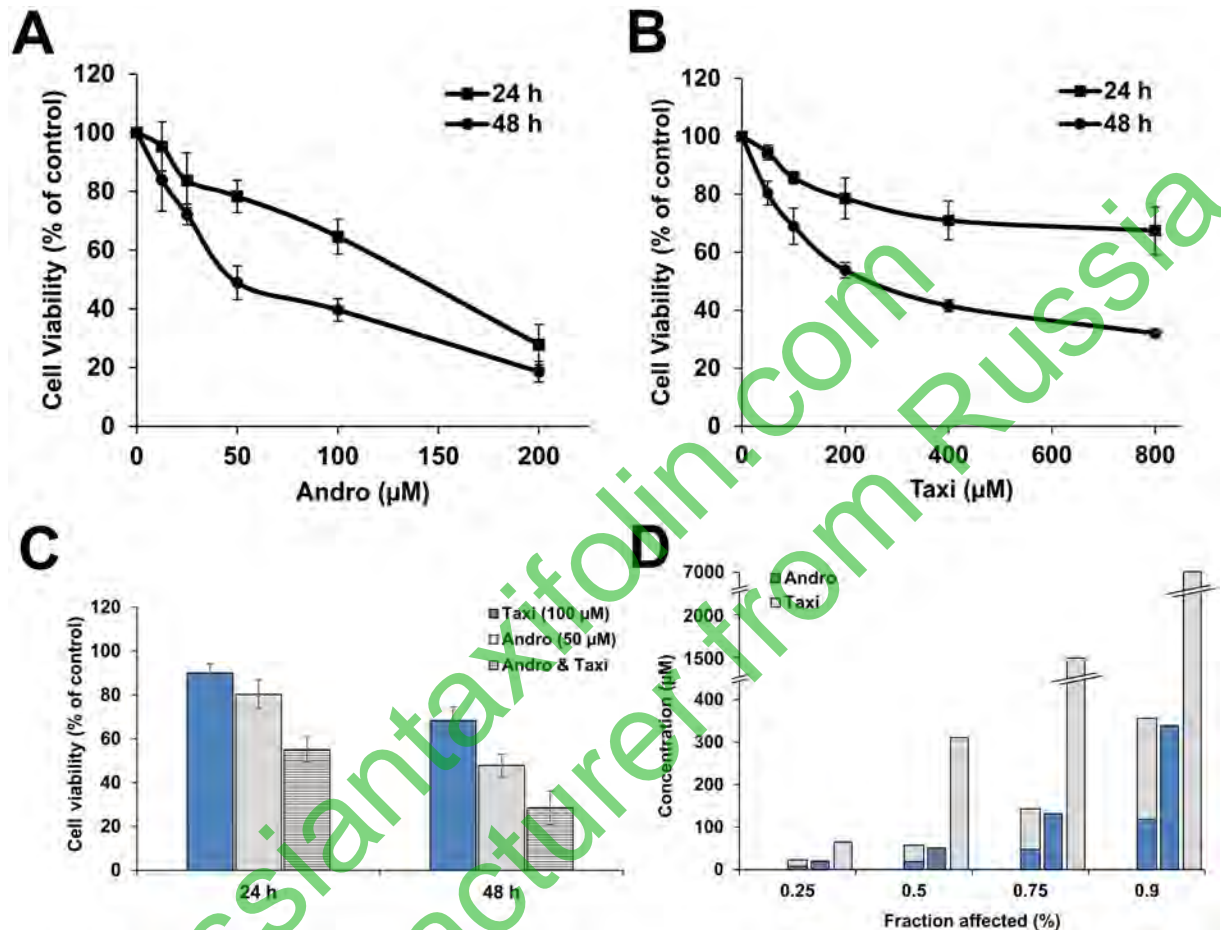 A
120
100
80
60
40
20
0
Cell Viability (% of control)
24 h
48 h
0 50 100 150 200
Andro (µM)
B
120
100
80
60
40
20
0
Cell Viability (% of control)
24 h
48 h
0 200 400 600 800
Taxi (µM)
C
120
100
80
60
40
20
0
Cell viability (% of control)
Taxi (100 µM)
Andro (50 µM)
Andro & Taxi
24 h 48 h
D
7000
2000
1500
400
300
200
100
0
Concentration (µM)
Andro
Taxi
0.25 0.5 0.75 0.9
Fraction affected (%)
ssiantaxifolin.com
acturer from Russia